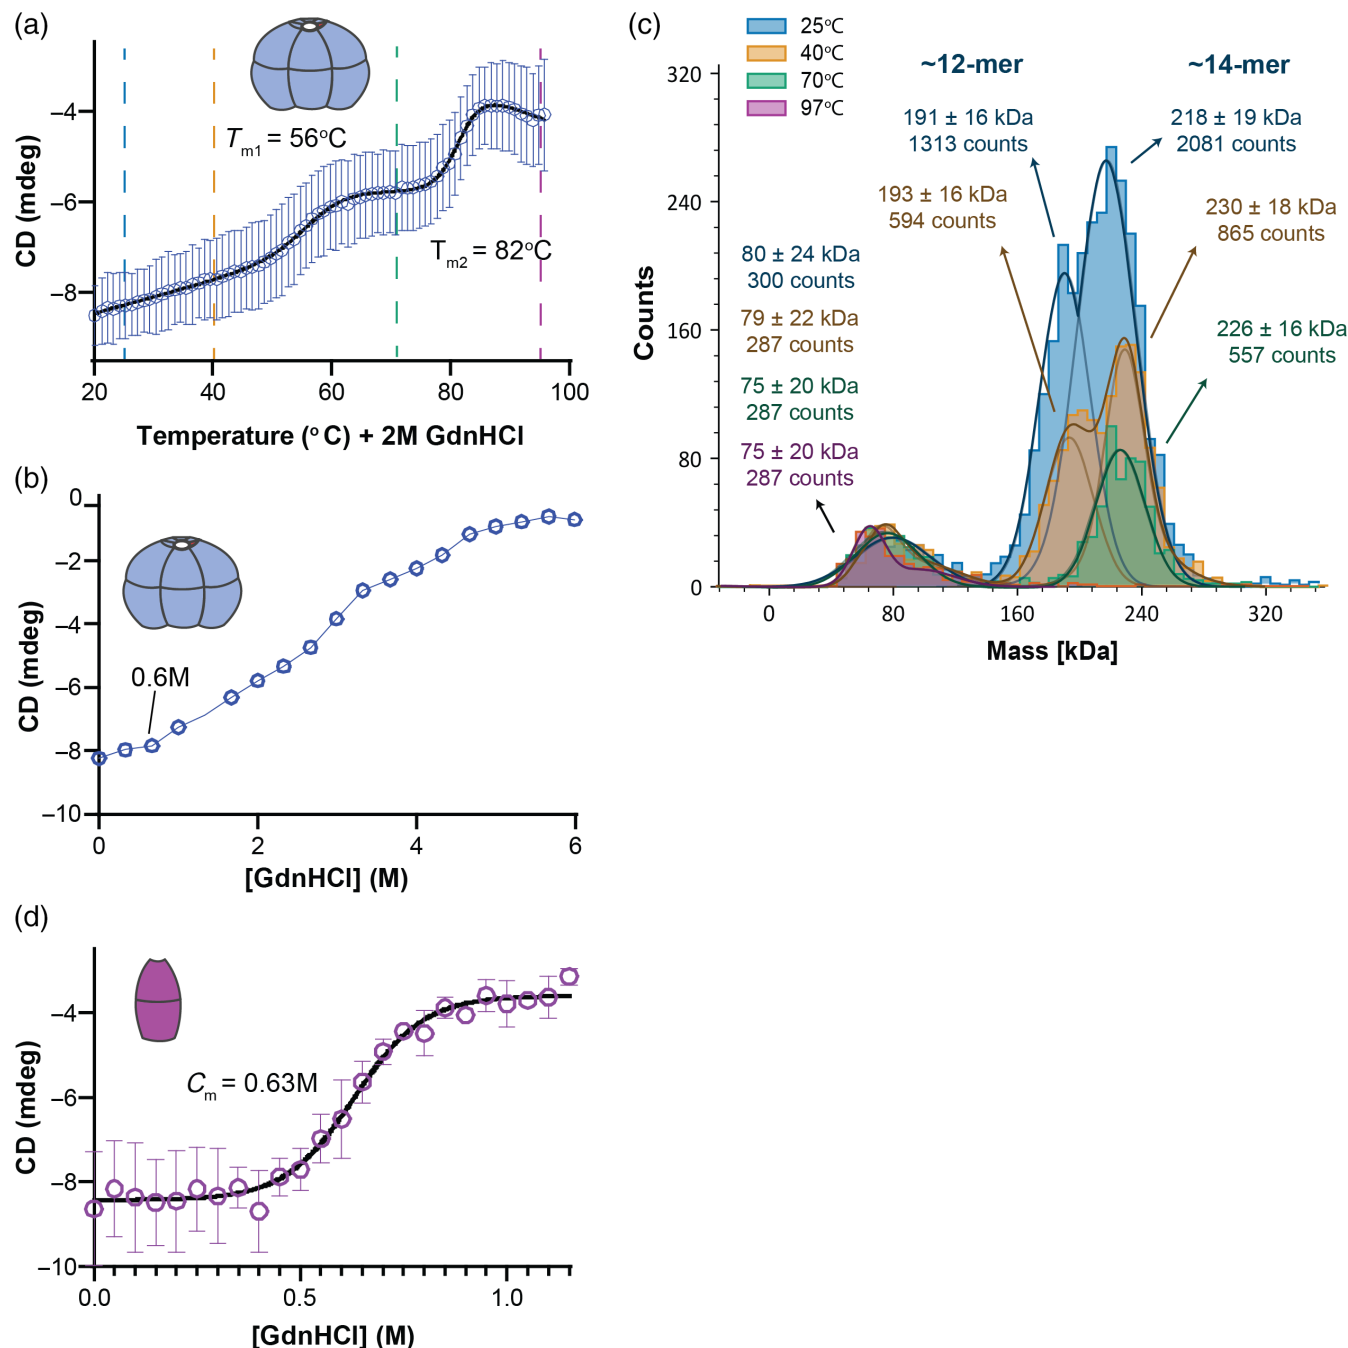 (a)
CD (mdeg)
−4
−6
−8
Tm1 = 56°C
Tm2 = 82°C
20
40
60
80
100
Temperature (°C) + 2M GdnHCl
(b)
CD (mdeg)
0
−2
−4
−6
−8
−10
0.6M
0
2
4
6
[GdnHCl] (M)
(c)
25°C
40°C
70°C
97°C
~12-mer
~14-mer
191 ± 16 kDa
1313 counts
218 ± 19 kDa
2081 counts
193 ± 16 kDa
594 counts
230 ± 18 kDa
865 counts
80 ± 24 kDa
300 counts
79 ± 22 kDa
287 counts
226 ± 16 kDa
557 counts
75 ± 20 kDa
287 counts
75 ± 20 kDa
287 counts
Counts
320
240
160
80
0
0
80
160
240
320
Mass [kDa]
(d)
CD (mdeg)
−4
−6
−8
−10
Cm = 0.63M
0.0
0.5
1.0
[GdnHCl] (M)